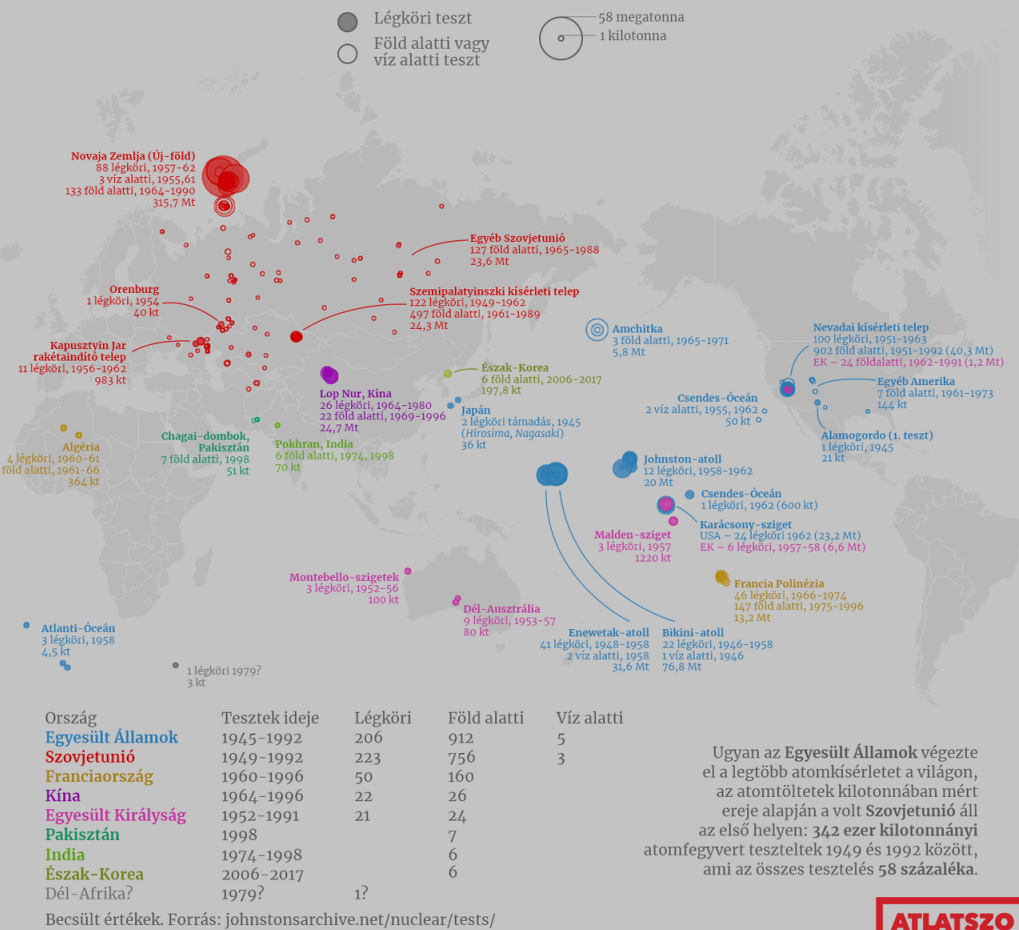 Légköri teszt
Föld alatti vagy
víz alatti teszt
58 megatonna
1 kilotonna
Novaja Zemlja (Új-föld)
88 légköri, 1957-62
3 víz alatti, 1955,61
133 föld alatti, 1964-1990
315,7 Mt
Egyéb Szovjetunió
127 föld alatti, 1965-1988
23,6 Mt
Orenburg
1 légköri, 1954
40 kt
Szemipalatyinszki kísérleti telep
122 légköri, 1949-1962
497 föld alatti, 1961-1989
24,3 Mt
Kapusztyin Jar
rakétaindító telep
11 légköri, 1956-1962
983 kt
Amchitka
3 föld alatti, 1965-1971
5,8 Mt
Nevadai kísérleti telep
100 légköri, 1951-1963
902 föld alatti, 1951-1992 (40,3 Mt)
EK – 24 földalatti, 1962-1991 (1,2 Mt)
Észak-Korea
6 föld alatti, 2006-2017
197,8 kt
Egyéb Amerika
7 föld alatti, 1961-1973
144 kt
Lop Nur, Kína
26 légköri, 1964-1980
22 föld alatti, 1969-1996
24,7 Mt
Japán
2 légköri támadás, 1945
(Hirosima, Nagasaki)
36 kt
Csendes-Óceán
2 víz alatti, 1955, 1962
50 kt
Alamogordo (1. teszt)
1 légköri, 1945
21 kt
Algéria
4 légköri, 1960-61
föld alatti, 1961-66
364 kt
Chagai-dombok,
Pakisztán
7 föld alatti, 1998
51 kt
Pokhran, India
6 föld alatti, 1974, 1998
70 kt
Johnston-atoll
12 légköri, 1958-1962
20 Mt
Csendes-Óceán
1 légköri, 1962 (600 kt)
Karácsony-sziget
USA – 24 légköri 1962 (23,2 Mt)
EK – 6 légköri, 1957-58 (6,6 Mt)
Malden-sziget
3 légköri, 1957
1220 kt
Montebello-szigetek
3 légköri, 1952-56
100 kt
Francia Polinézia
46 légköri, 1966-1974
147 föld alatti, 1975-1996
13,2 Mt
Dél-Ausztrália
9 légköri, 1953-57
80 kt
Atlanti-Óceán
3 légköri, 1958
4,5 kt
Enewetak-atoll
41 légköri, 1948-1958
2 víz alatti, 1958
31,6 Mt
Bikini-atoll
22 légköri, 1946-1958
1 víz alatti, 1946
76,8 Mt
1 légköri 1979?
3 kt
Ország Tesztek ideje Légköri Föld alatti Víz alatti
Egyesült Államok 1945-1992 206 912 5
Szovjetunió 1949-1992 223 756 3
Franciaország 1960-1996 50 160
Kína 1964-1996 22 26
Egyesült Királyság 1952-1991 21 24
Pakisztán 1998 7
India 1974-1998 6
Észak-Korea 2006-2017 6
Dél-Afrika? 1979? 1?
Becsült értékek. Forrás: johnstonsarchive.net/nuclear/tests/
Ugyan az Egyesült Államok végezte
el a legtöbb atomkísérletet a világon,
az atomtöltetek kilotonnában mért
ereje alapján a volt Szovjetunió áll
az első helyen: 342 ezer kilotonnányi
atomfegyvert teszteltek 1949 és 1992 között,
ami az összes tesztelés 58 százaléka.
ATLATSZO